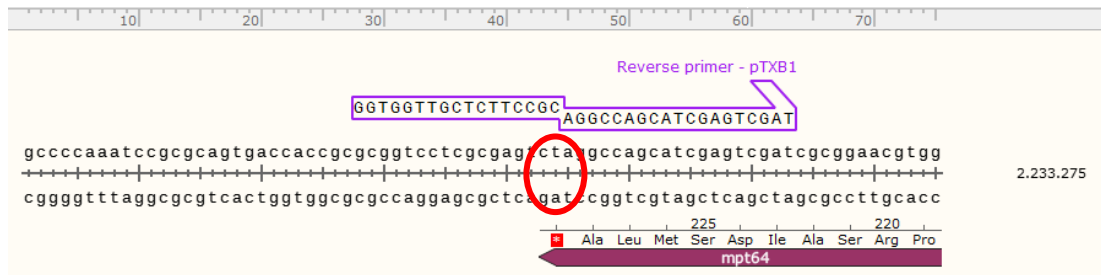 10 20 30 40 50 60 70
Reverse primer - pTXB1
GGTGGTTGCTCTTCCGC
AGGCCAGCATCGAGTCGAT
gccccaaatccgcgcagtgaccaccgcgcggtcctcgcgagtctaggccagcatcgagtcgatcgcggaacgtgg
2.233.275
cggggtttaggcgcgtcactggtggcgcgccaggagcgctcagatccggtcgtagctcagctagcgccttgcacc
225 220
* Ala Leu Met Ser Asp Ile Ala Ser Arg Pro
mpt64